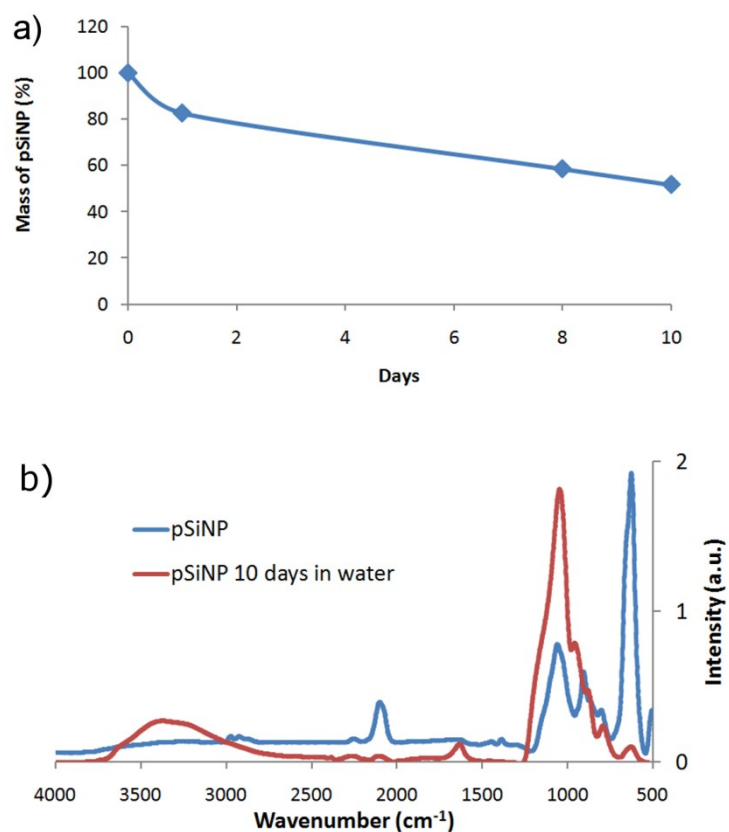 a)
120
100
80
60
40
20
0
Mass of pSiNP (%)
0 2 4 6 8 10
Days
b)
pSiNP
pSiNP 10 days in water
2
1
0
Intensity (a.u.)
4000 3500 3000 2500 2000 1500 1000 500
Wavenumber (cm⁻¹)